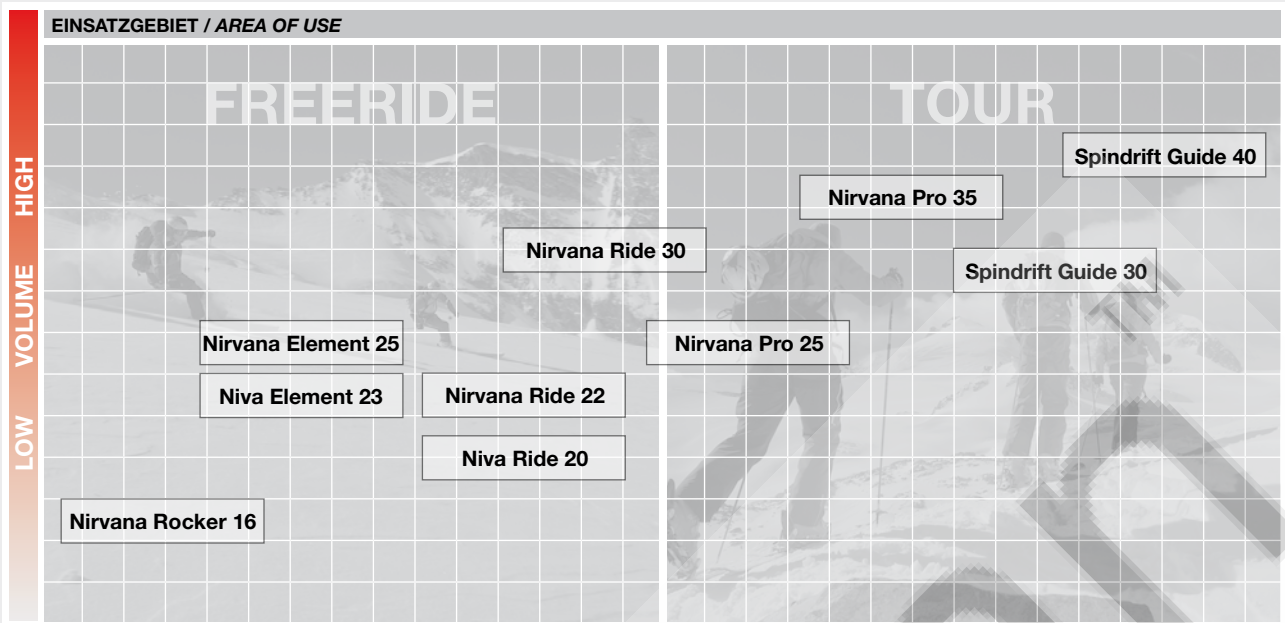 EINSATZGEBIET / AREA OF USE
FREERIDE
TOUR
HIGH
VOLUME
LOW
Spindrift Guide 40
Nirvana Pro 35
Nirvana Ride 30
Spindrift Guide 30
Nirvana Element 25
Nirvana Pro 25
Niva Element 23
Nirvana Ride 22
Niva Ride 20
Nirvana Rocker 16